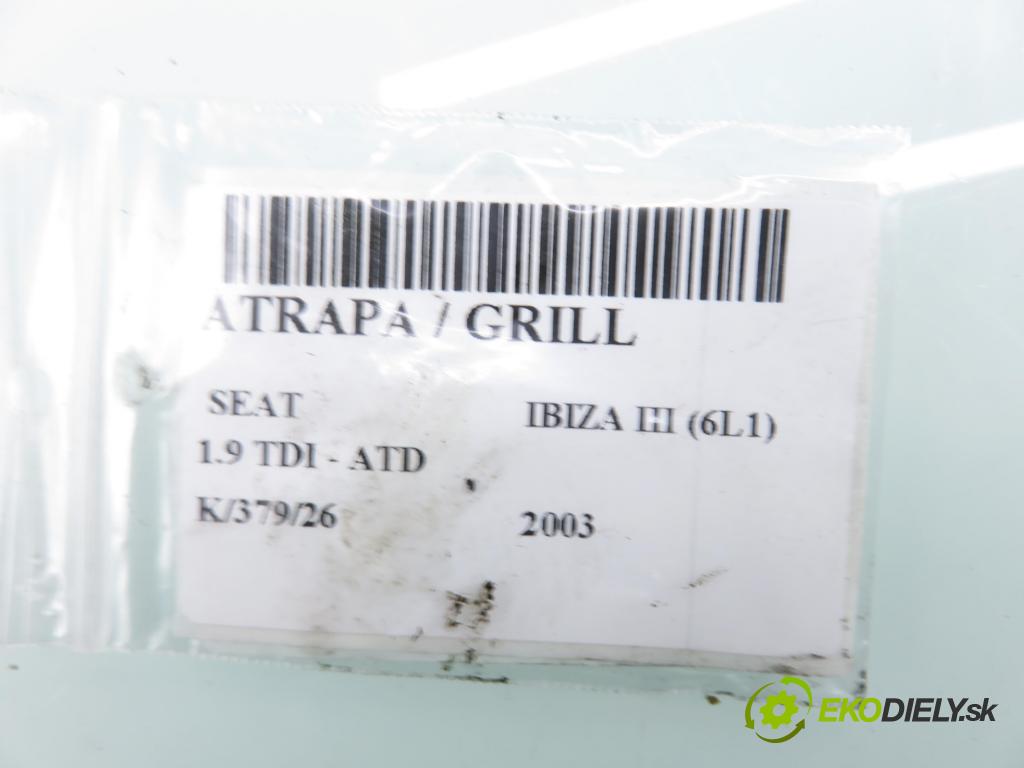 ATRAPA / GRILL
SEAT IBIZA III (6L1)
1.9 TDI - ATD
K/379/26 2003
EKODIELY.sk